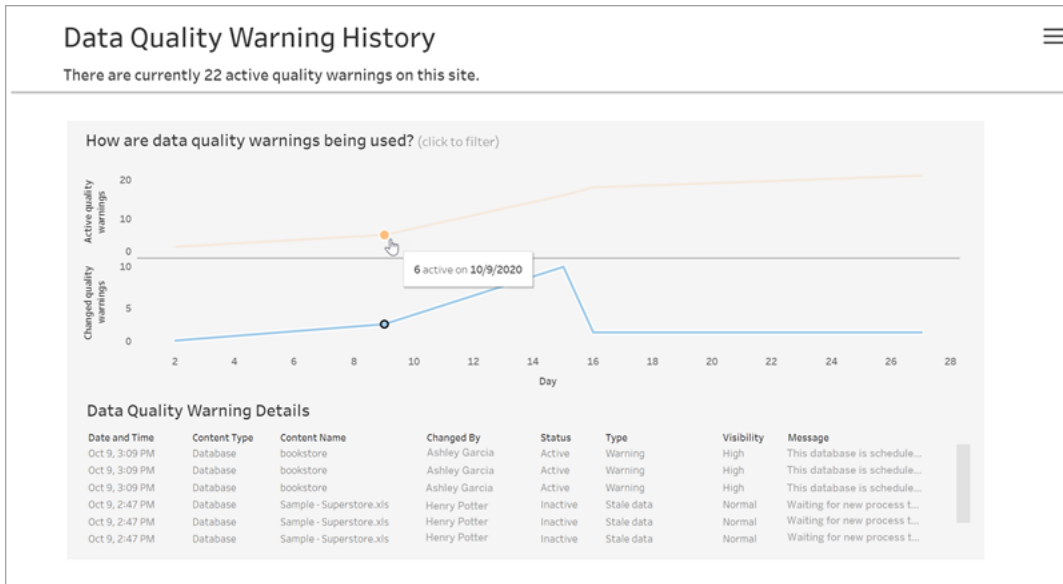 Data Quality Warning History
There are currently 22 active quality warnings on this site.
How are data quality warnings being used? (click to filter)
Active quality
warnings
20
10
0
6 active on 10/9/2020
Changed quality
warnings
10
5
0
2 4 6 8 10 12 14 16 18 20 22 24 26 28
Day
Data Quality Warning Details
Date and Time Content Type Content Name Changed By Status Type Visibility Message
Oct 9, 3:09 PM Database bookstore Ashley Garcia Active Warning High This database is schedule...
Oct 9, 3:09 PM Database bookstore Ashley Garcia Active Warning High This database is schedule...
Oct 9, 3:09 PM Database bookstore Ashley Garcia Active Warning High This database is schedule...
Oct 9, 2:47 PM Database Sample - Superstore.xls Henry Potter Inactive Stale data Normal Waiting for new process t...
Oct 9, 2:47 PM Database Sample - Superstore.xls Henry Potter Inactive Stale data Normal Waiting for new process t...
Oct 9, 2:47 PM Database Sample - Superstore.xls Henry Potter Inactive Stale data Normal Waiting for new process t...